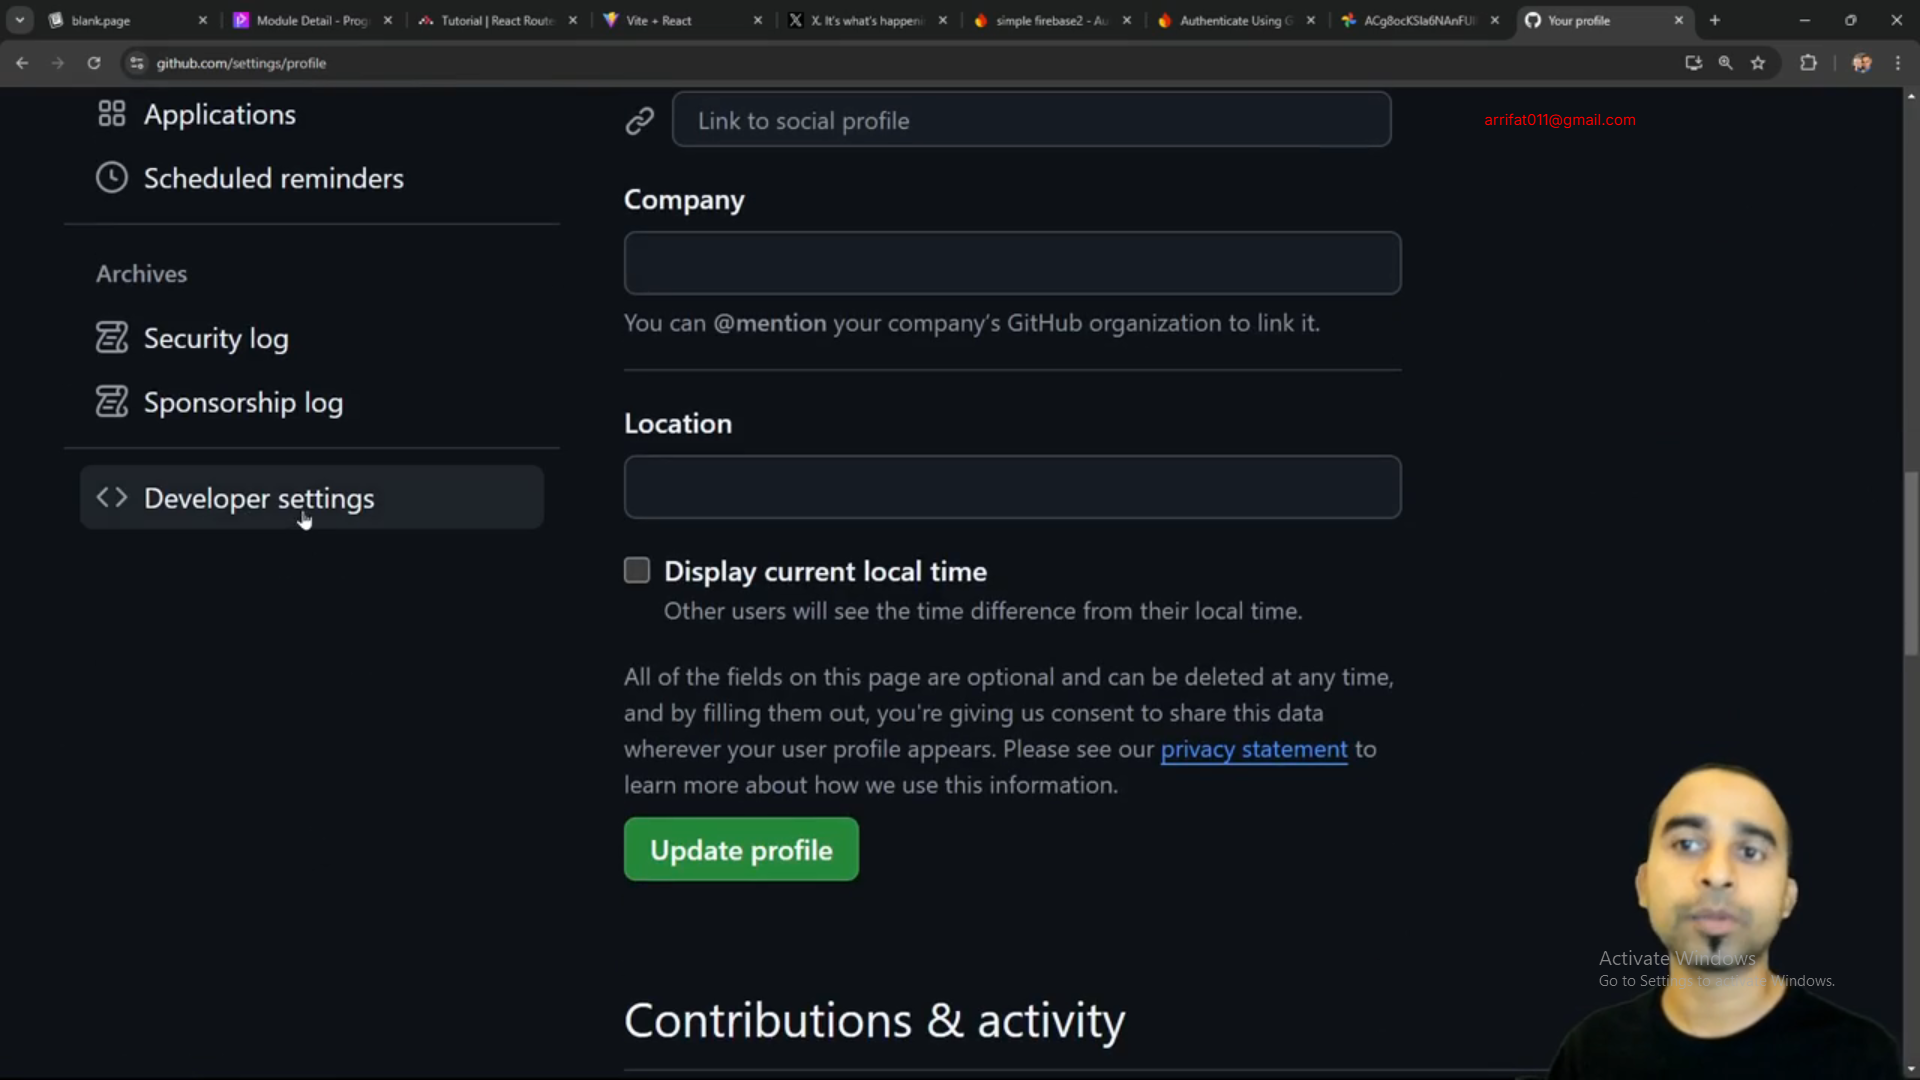 blank.page
Module Detail - Prog
Tutorial | React Route
Vite + React
X. It's what's happeni
simple firebase2 - Au
Authenticate Using G
ACg8ocKSla6NAnFUI
Your profile
github.com/settings/profile
Applications
Scheduled reminders
Archives
Security log
Sponsorship log
Developer settings
Link to social profile
arrifat011@gmail.com
Company
You can @mention your company's GitHub organization to link it.
Location
Display current local time
Other users will see the time difference from their local time.
All of the fields on this page are optional and can be deleted at any time,
and by filling them out, you're giving us consent to share this data
wherever your user profile appears. Please see our privacy statement to
learn more about how we use this information.
Update profile
Contributions & activity
Activate Windows
Go to Settings to activate Windows.